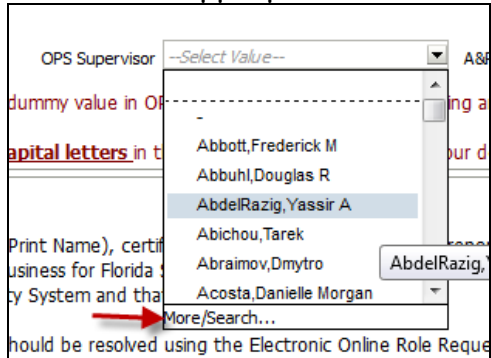 OPS Supervisor --Select Value-- A&
dummy value in OP ing a
-
apital letters in t our d
Abbott,Frederick M
Abbuhl,Douglas R
AbdelRazig,Yassir A
Abichou,Tarek
Print Name), certif
Abraimov,Dmytro AbdelRazig,
usiness for Florida S
ty System and tha Acosta,Danielle Morgan
More/Search...
hould be resolved using the Electronic Online Role Reque